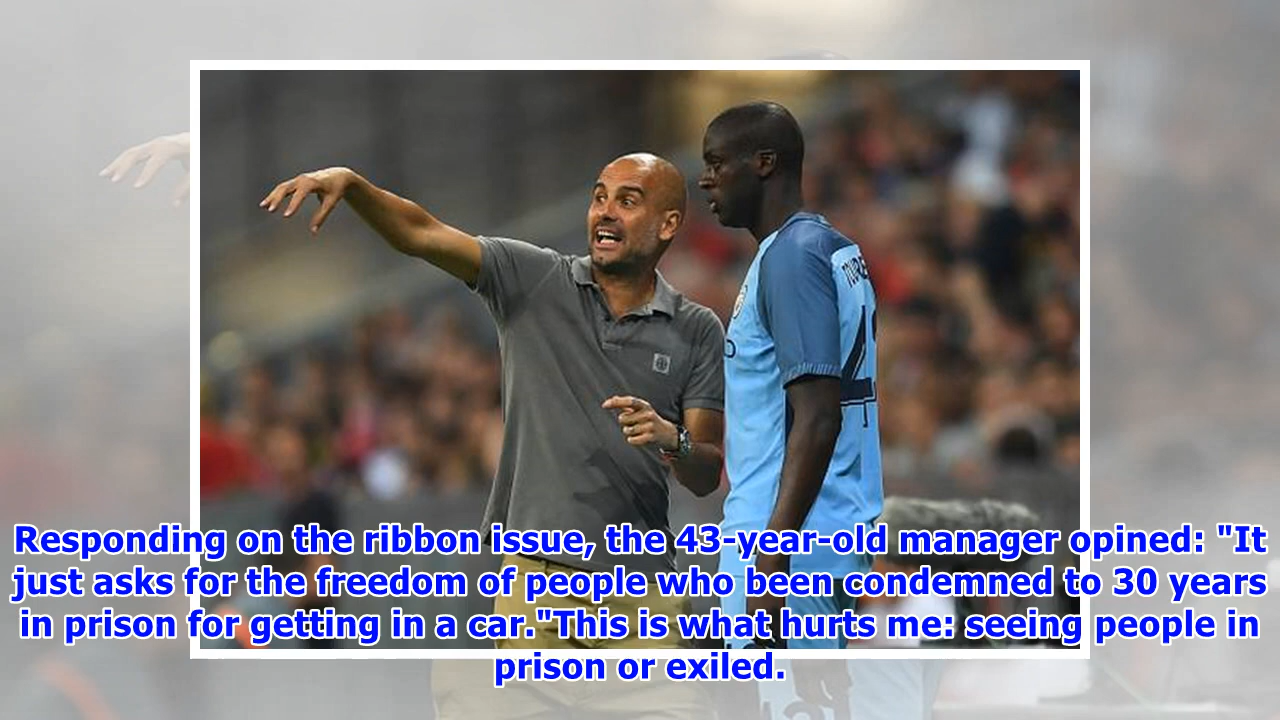 Responding on the ribbon issue, the 43-year-old manager opined: "It
just asks for the freedom of people who been condemned to 30 years
in prison for getting in a car."This is what hurts me: seeing people in
prison or exiled.